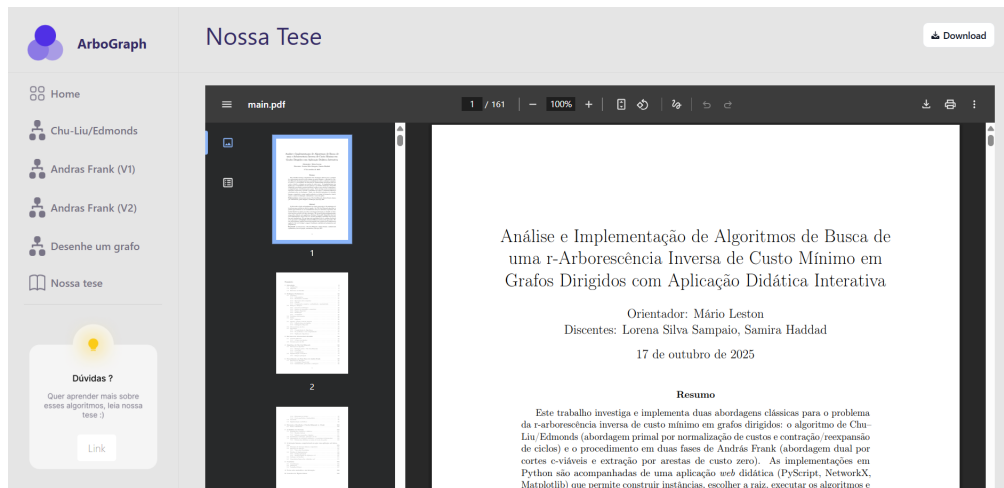 ArboGraph
Home
Chu-Liu/Edmonds
Andras Frank (V1)
Andras Frank (V2)
Desenhe um grafo
Nossa tese
Dúvidas ?
Quer aprender mais sobre
esses algoritmos, leia nossa
tese :)
Link
Nossa Tese
Download
main.pdf
1 / 161
100%
1
2
Análise e Implementação de Algoritmos de Busca de
uma r-Arborescência Inversa de Custo Mínimo em
Grafos Dirigidos com Aplicação Didática Interativa
Orientador: Mário Leston
Discentes: Lorena Silva Sampaio, Samira Haddad
17 de outubro de 2025
Resumo
Este trabalho investiga e implementa duas abordagens clássicas para o problema
da r-arborescência inversa de custo mínimo em grafos dirigidos: o algoritmo de Chu–
Liu/Edmonds (abordagem primal por normalização de custos e contração/reexpansão
de ciclos) e o procedimento em duas fases de András Frank (abordagem dual por
cortes c-viáveis e extração por arestas de custo zero). As implementações em
Python são acompanhadas de uma aplicação web didática (PyScript, NetworkX,
Matplotlib) que permite construir instâncias, escolher a raiz, executar os algoritmos e